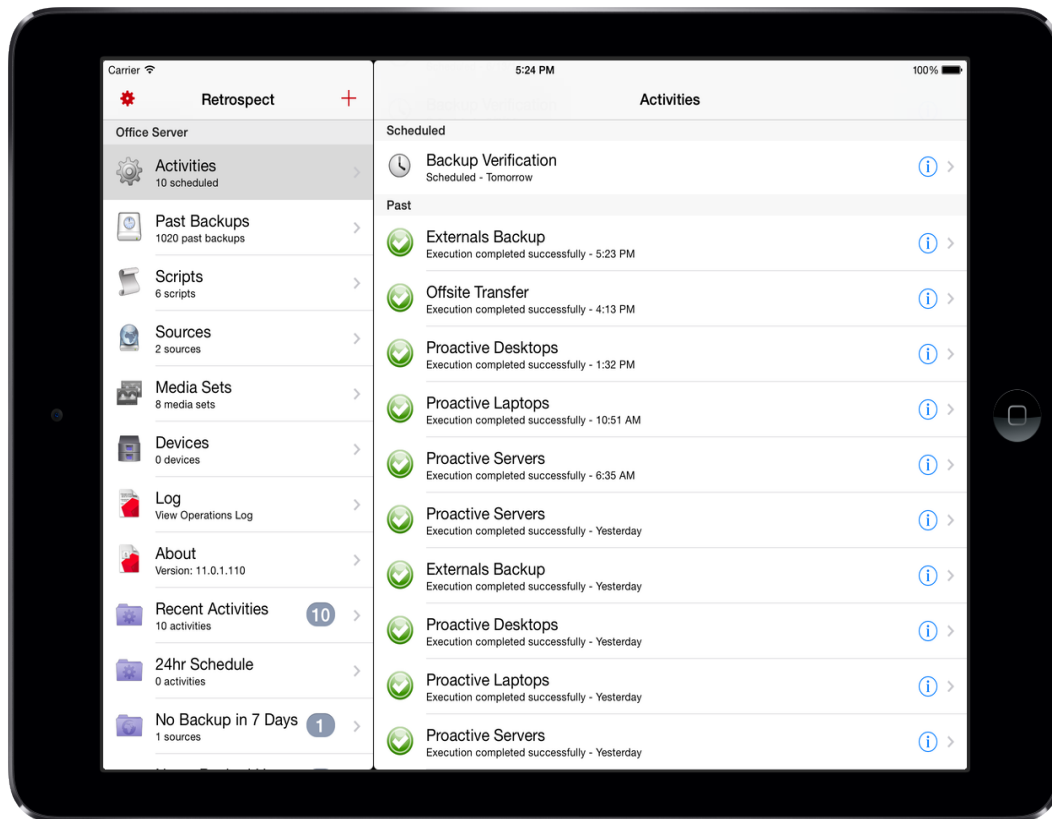 Carrier
5:24 PM
100%
Retrospect
+
Activities
Office Server
Activities
10 scheduled
Past Backups
1020 past backups
Scripts
6 scripts
Sources
2 sources
Media Sets
8 media sets
Devices
0 devices
Log
View Operations Log
About
Version: 11.0.1.110
Recent Activities
10 activities
10
24hr Schedule
0 activities
No Backup in 7 Days
1 sources
1
Scheduled
Backup Verification
Scheduled - Tomorrow
Past
Externals Backup
Execution completed successfully - 5:23 PM
Offsite Transfer
Execution completed successfully - 4:13 PM
Proactive Desktops
Execution completed successfully - 1:32 PM
Proactive Laptops
Execution completed successfully - 10:51 AM
Proactive Servers
Execution completed successfully - 6:35 AM
Proactive Servers
Execution completed successfully - Yesterday
Externals Backup
Execution completed successfully - Yesterday
Proactive Desktops
Execution completed successfully - Yesterday
Proactive Laptops
Execution completed successfully - Yesterday
Proactive Servers
Execution completed successfully - Yesterday